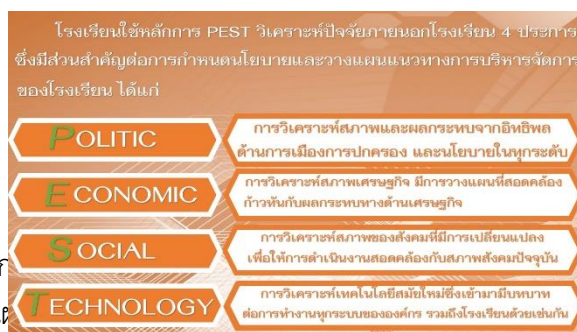 โรงเรียนใช้หลักการ PEST วิเคราะห์ปัจจัยภายนอกโรงเรียน 4 ประการ
ซึ่งมีส่วนสำคัญต่อการกำหนดนโยบายและวางแผนแนวทางการบริหารจัดการ
ของโรงเรียน ได้แก่
POLITIC
การวิเคราะห์สภาพและผลกระทบจากอิทธิพล
ด้านการเมืองการปกครอง และนโยบายในทุกระดับ
ECONOMIC
การวิเคราะห์สภาพเศรษฐกิจ มีการวางแผนที่สอดคล้อง
ก้าวทันกับผลกระทบทางด้านเศรษฐกิจ
SOCIAL
การวิเคราะห์สภาพของสังคมที่มีการเปลี่ยนแปลง
เพื่อให้การดำเนินงานสอดคล้องกับสภาพสังคมปัจจุบัน
TECHNOLOGY
การวิเคราะห์เทคโนโลยีสมัยใหม่ซึ่งเข้ามามีบทบาท
ต่อการทำงานทุกระบบขององค์กร รวมถึงโรงเรียนด้วยเช่นกัน